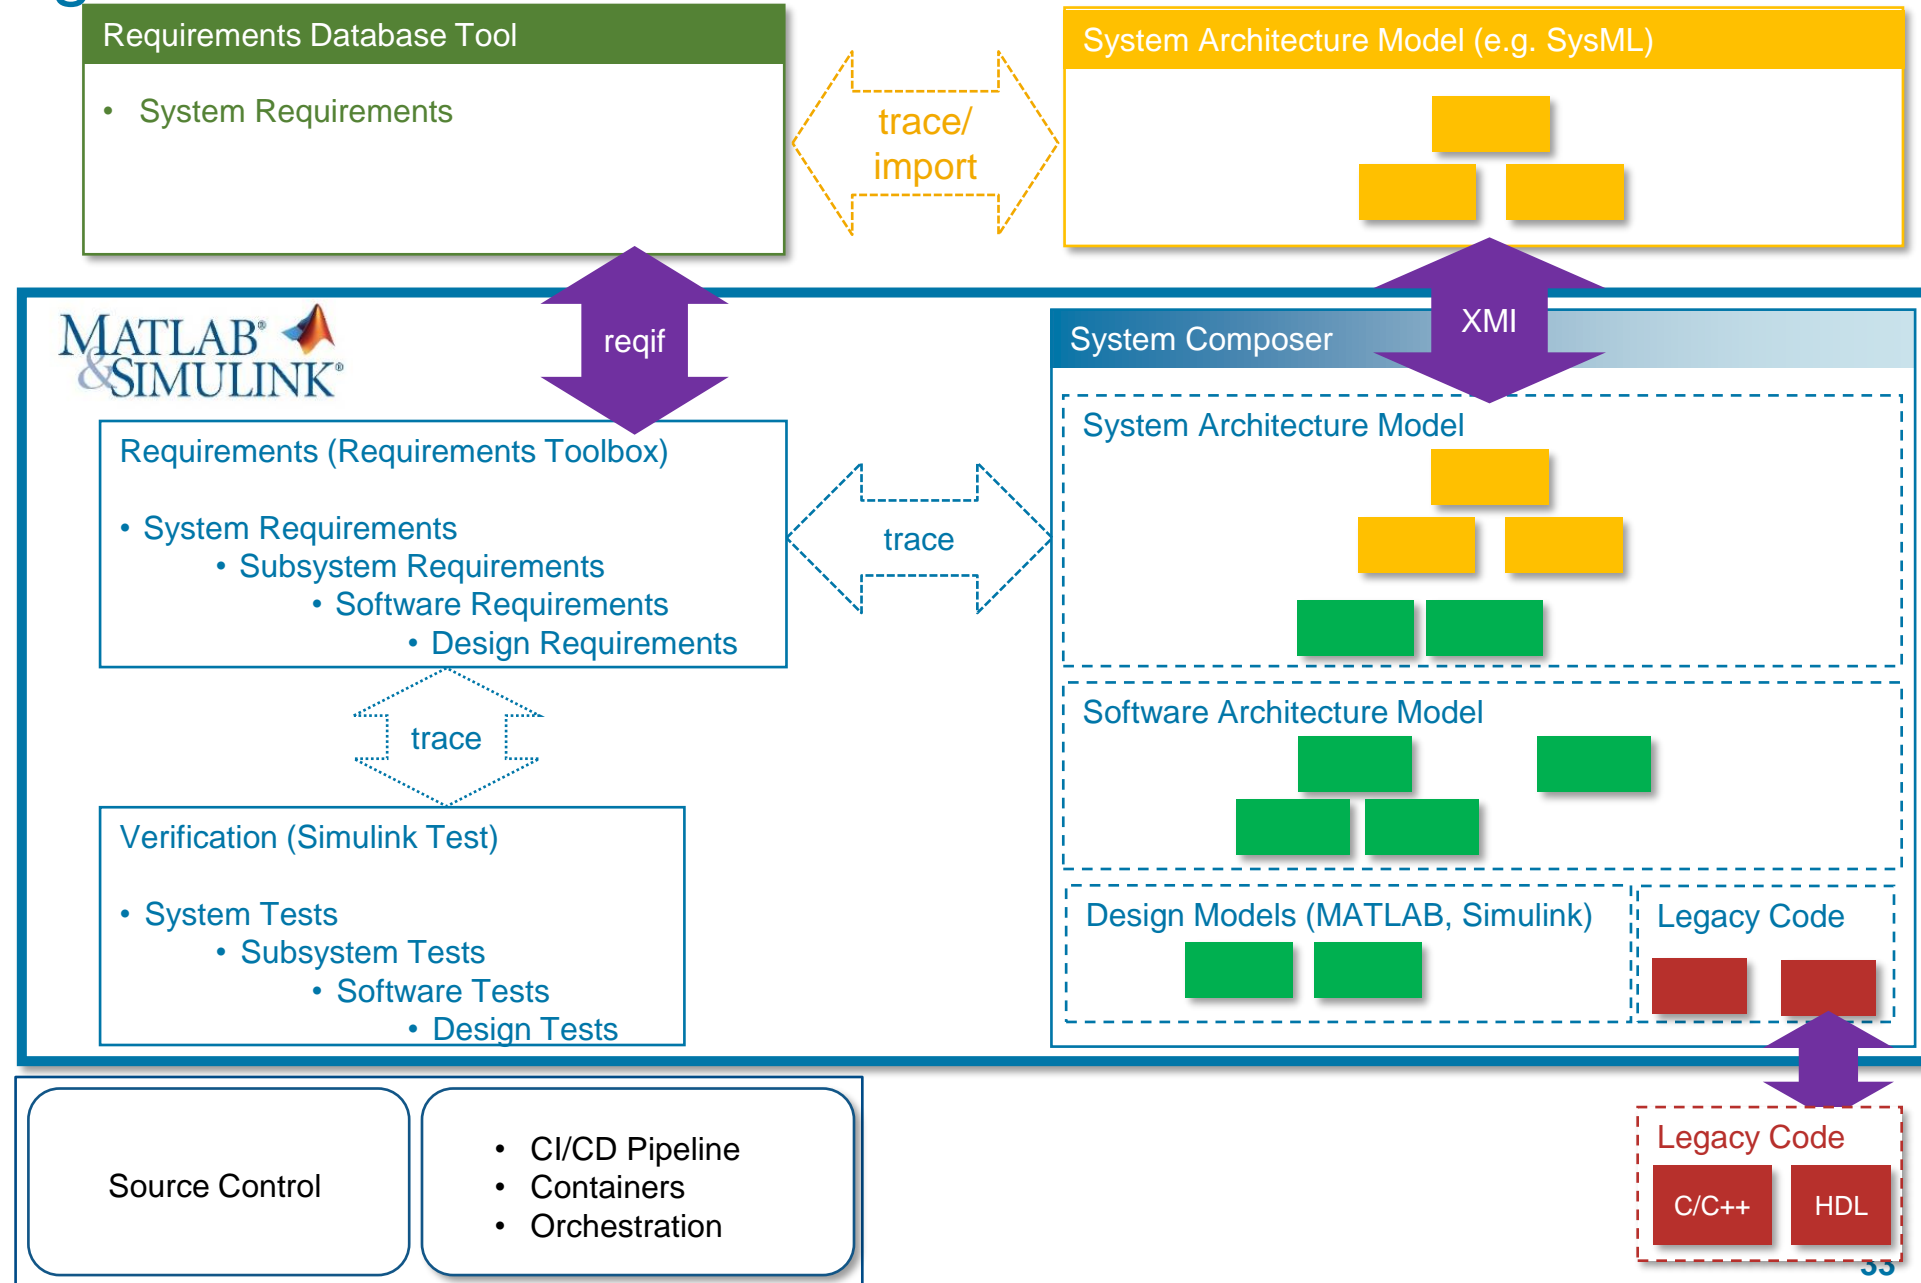 Requirements Database Tool
• System Requirements
trace/
import
System Architecture Model (e.g. SysML)
MATLAB®
&SIMULINK®
reqif
XMI
System Composer
Requirements (Requirements Toolbox)
• System Requirements
• Subsystem Requirements
• Software Requirements
• Design Requirements
trace
System Architecture Model
trace
Software Architecture Model
Verification (Simulink Test)
• System Tests
• Subsystem Tests
• Software Tests
• Design Tests
Design Models (MATLAB, Simulink)
Legacy Code
Source Control
• CI/CD Pipeline
• Containers
• Orchestration
Legacy Code
C/C++
HDL
33